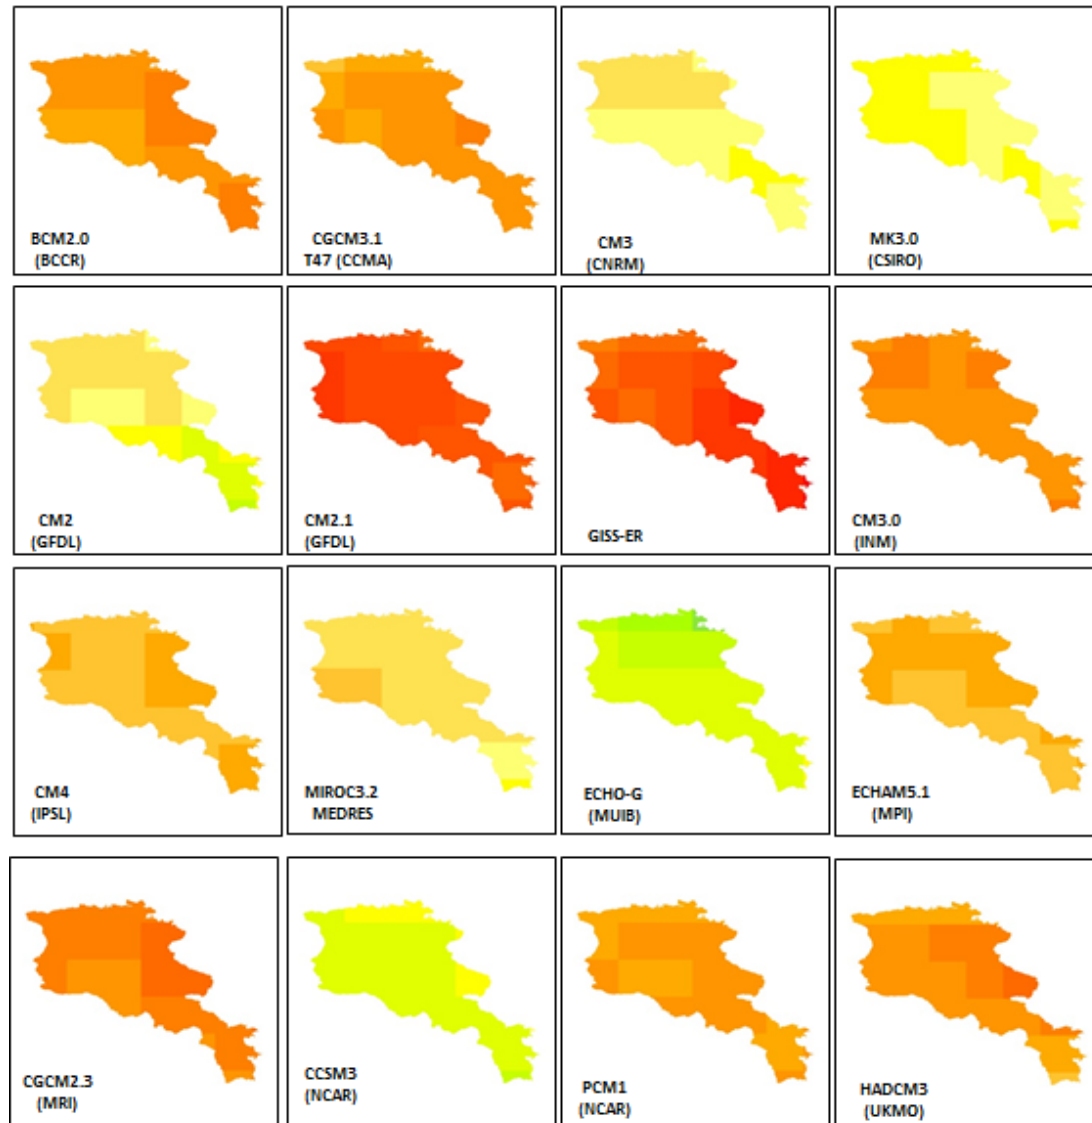 BCM2.0
(BCCR)
CGCM3.1
T47 (CCMA)
CM3
(CNRM)
MK3.0
(CSIRO)
CM2
(GFDL)
CM2.1
(GFDL)
GISS-ER
CM3.0
(INM)
CM4
(IPSL)
MIROC3.2
MEDRES
ECHO-G
(MUIB)
ECHAM5.1
(MPI)
CGCM2.3
(MRI)
CCSM3
(NCAR)
PCM1
(NCAR)
HADCM3
(UKMO)